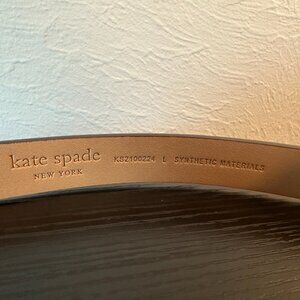 kate spade
NEW YORK
KS2100224 L SYNTHETIC MATERIALS